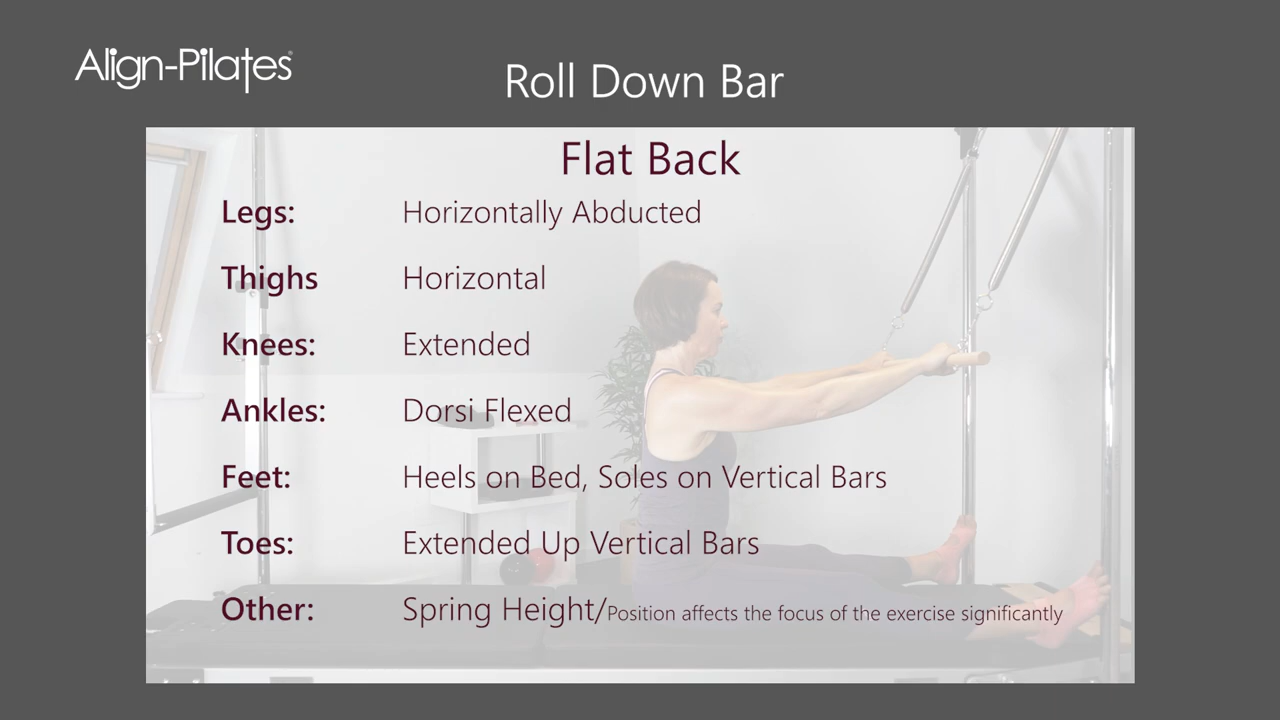 Align-Pilates®
Roll Down Bar
Flat Back
Legs: Horizontally Abducted
Thighs Horizontal
Knees: Extended
Ankles: Dorsi Flexed
Feet: Heels on Bed, Soles on Vertical Bars
Toes: Extended Up Vertical Bars
Other: Spring Height/Position affects the focus of the exercise significantly